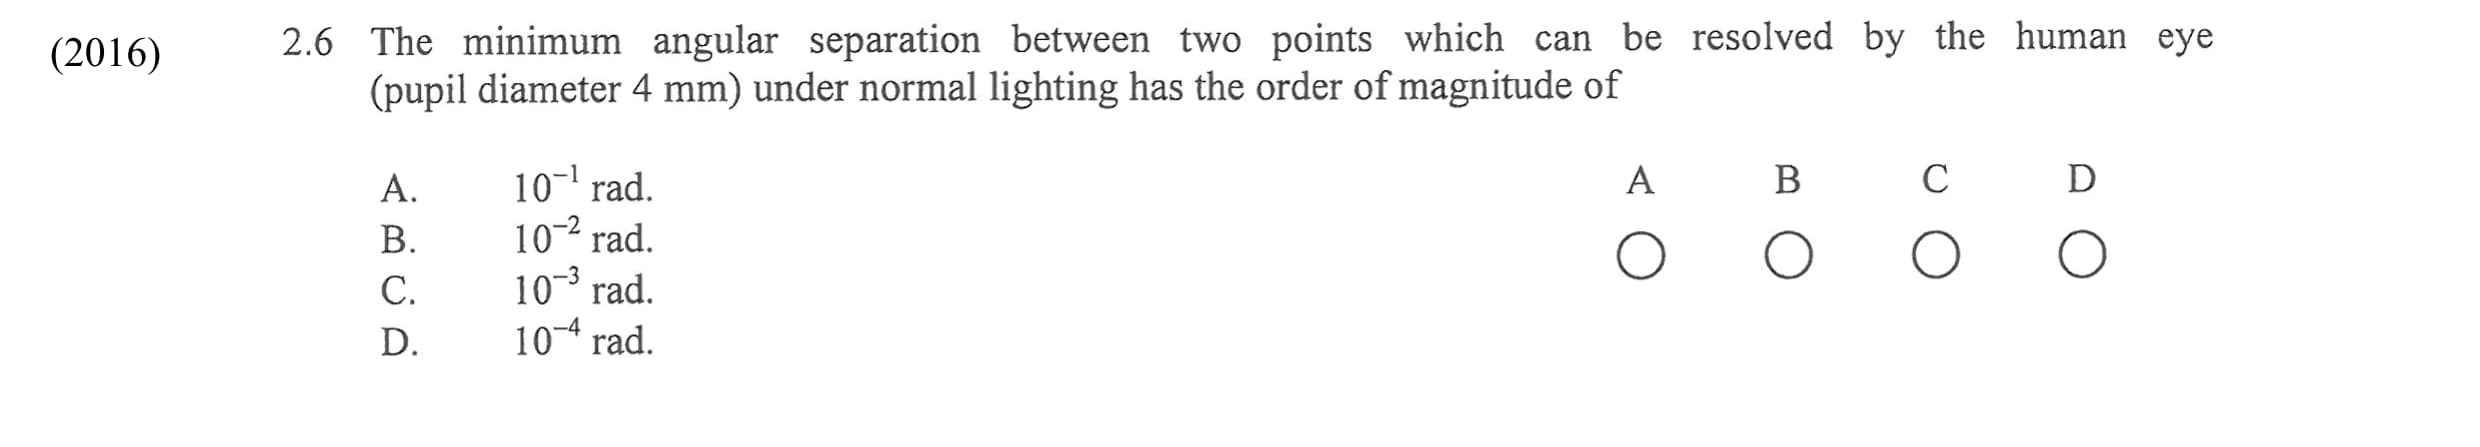 (2016)
2.6 The minimum angular separation between two points which can be resolved by the human eye
(pupil diameter 4 mm) under normal lighting has the order of magnitude of
A. 10⁻¹ rad.
B. 10⁻² rad.
C. 10⁻³ rad.
D. 10⁻⁴ rad.
A B C D